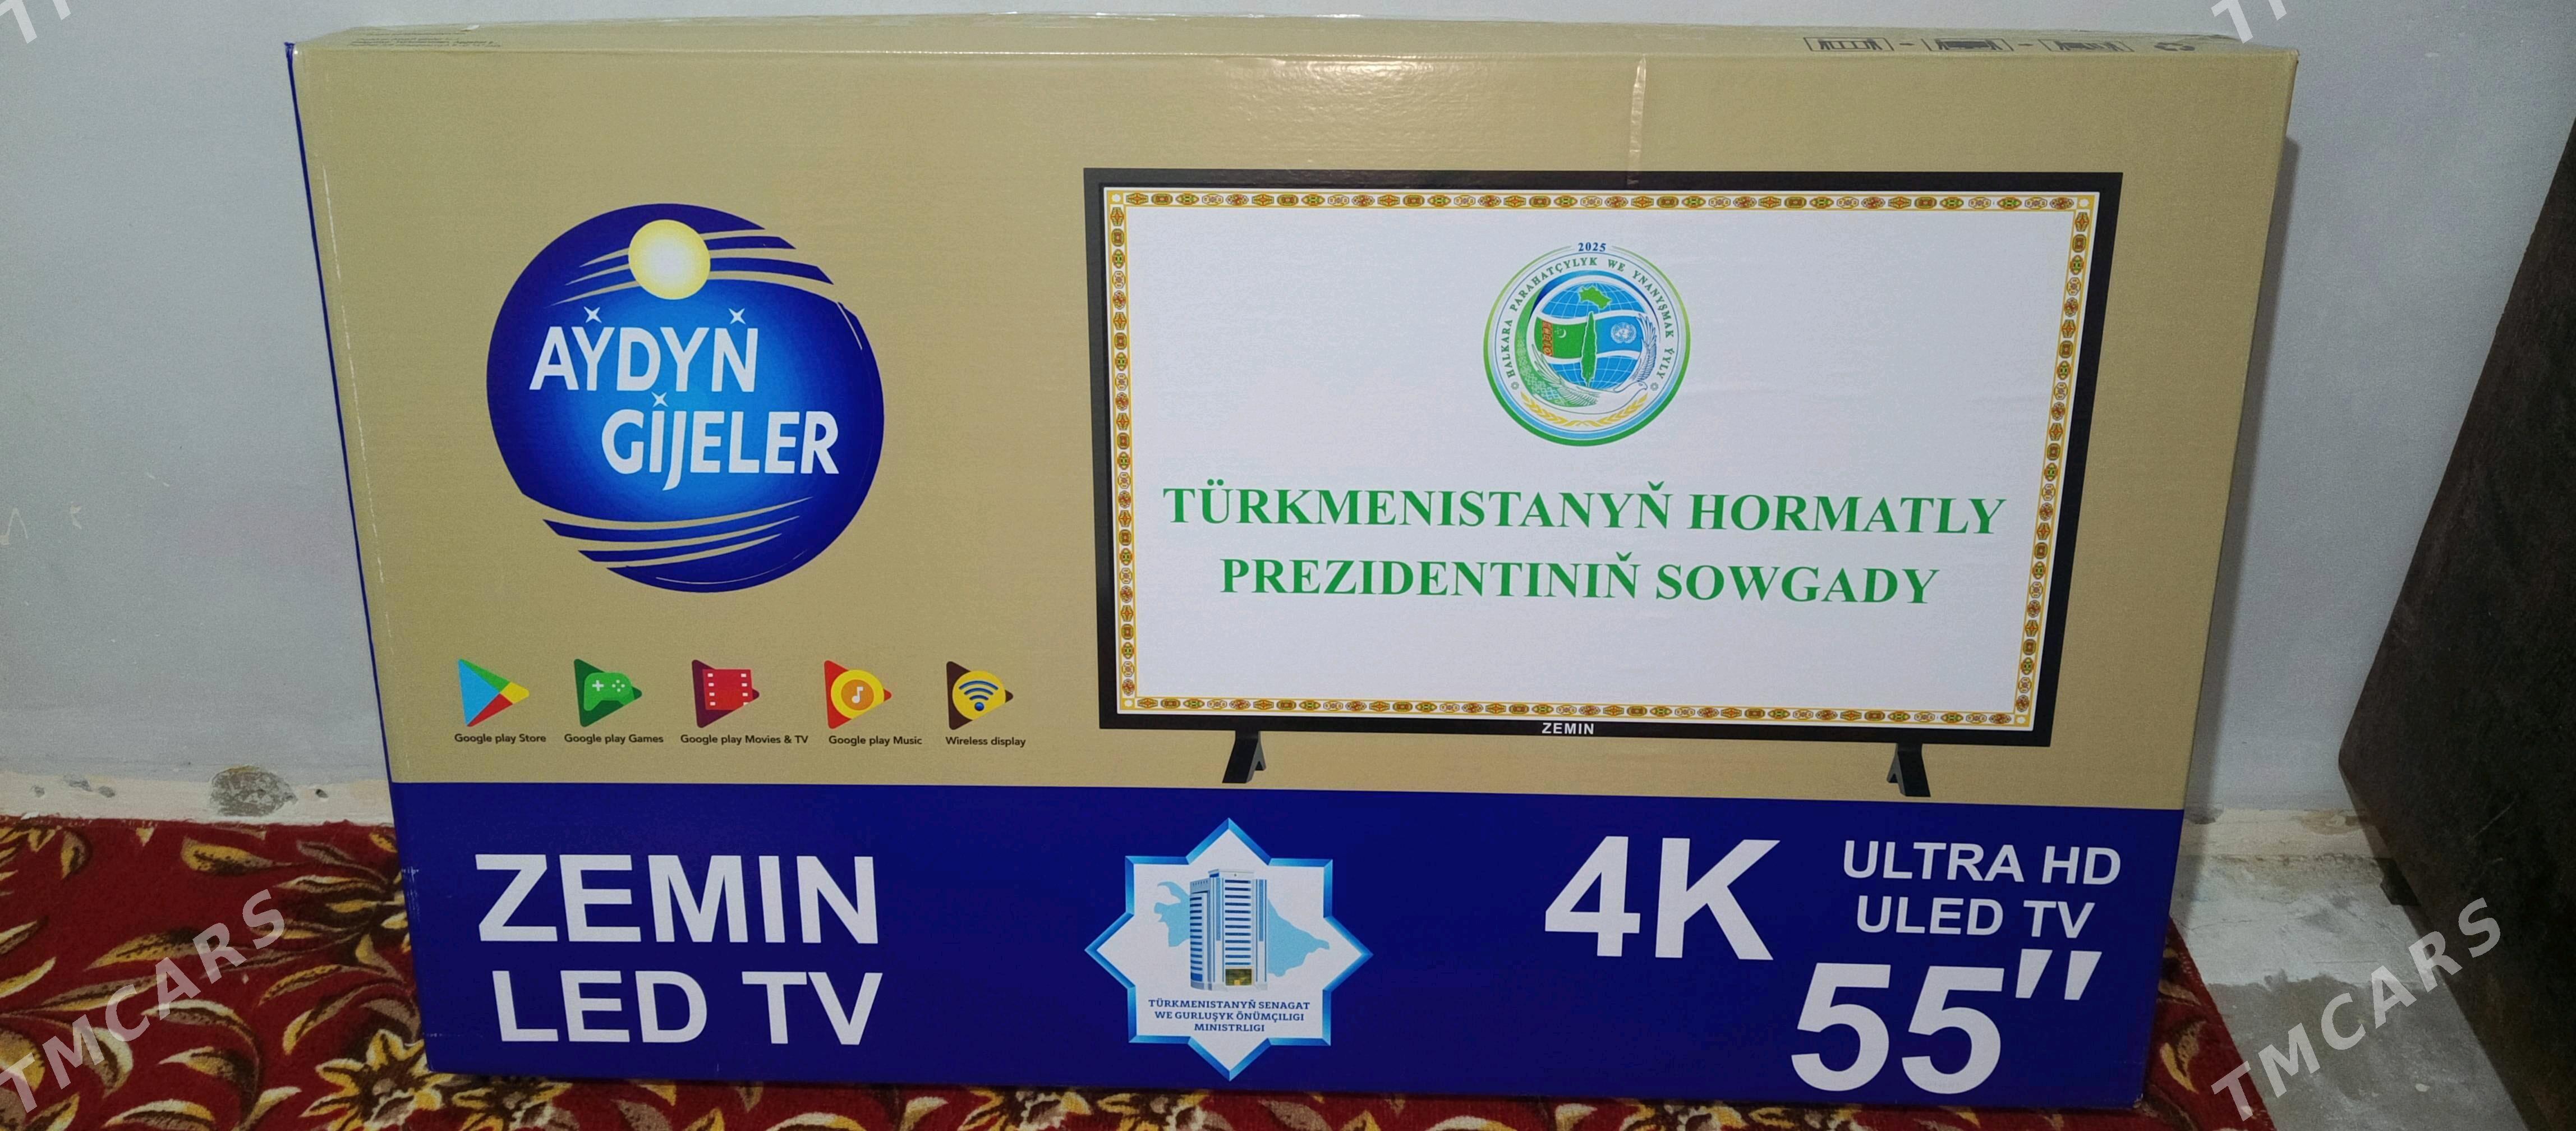 AÝDYŇ
GIJELER
2025
HALKARA PARAHATÇYLYK WE YNANYŞMAK ÝYLY
TÜRKMENISTANYŇ HORMATLY
PREZIDENTINIŇ SOWGADY
ZEMIN
Google play Store
Google play Games
Google play Movies & TV
Google play Music
Wireless display
ZEMIN
LED TV
TÜRKMENISTANYŇ SENAGAT
WE GURLUŞYK ÖNÜMÇILIGI
MINISTRLIGI
4K
ULTRA HD
ULED TV
55"
TMCARS
TMCARS